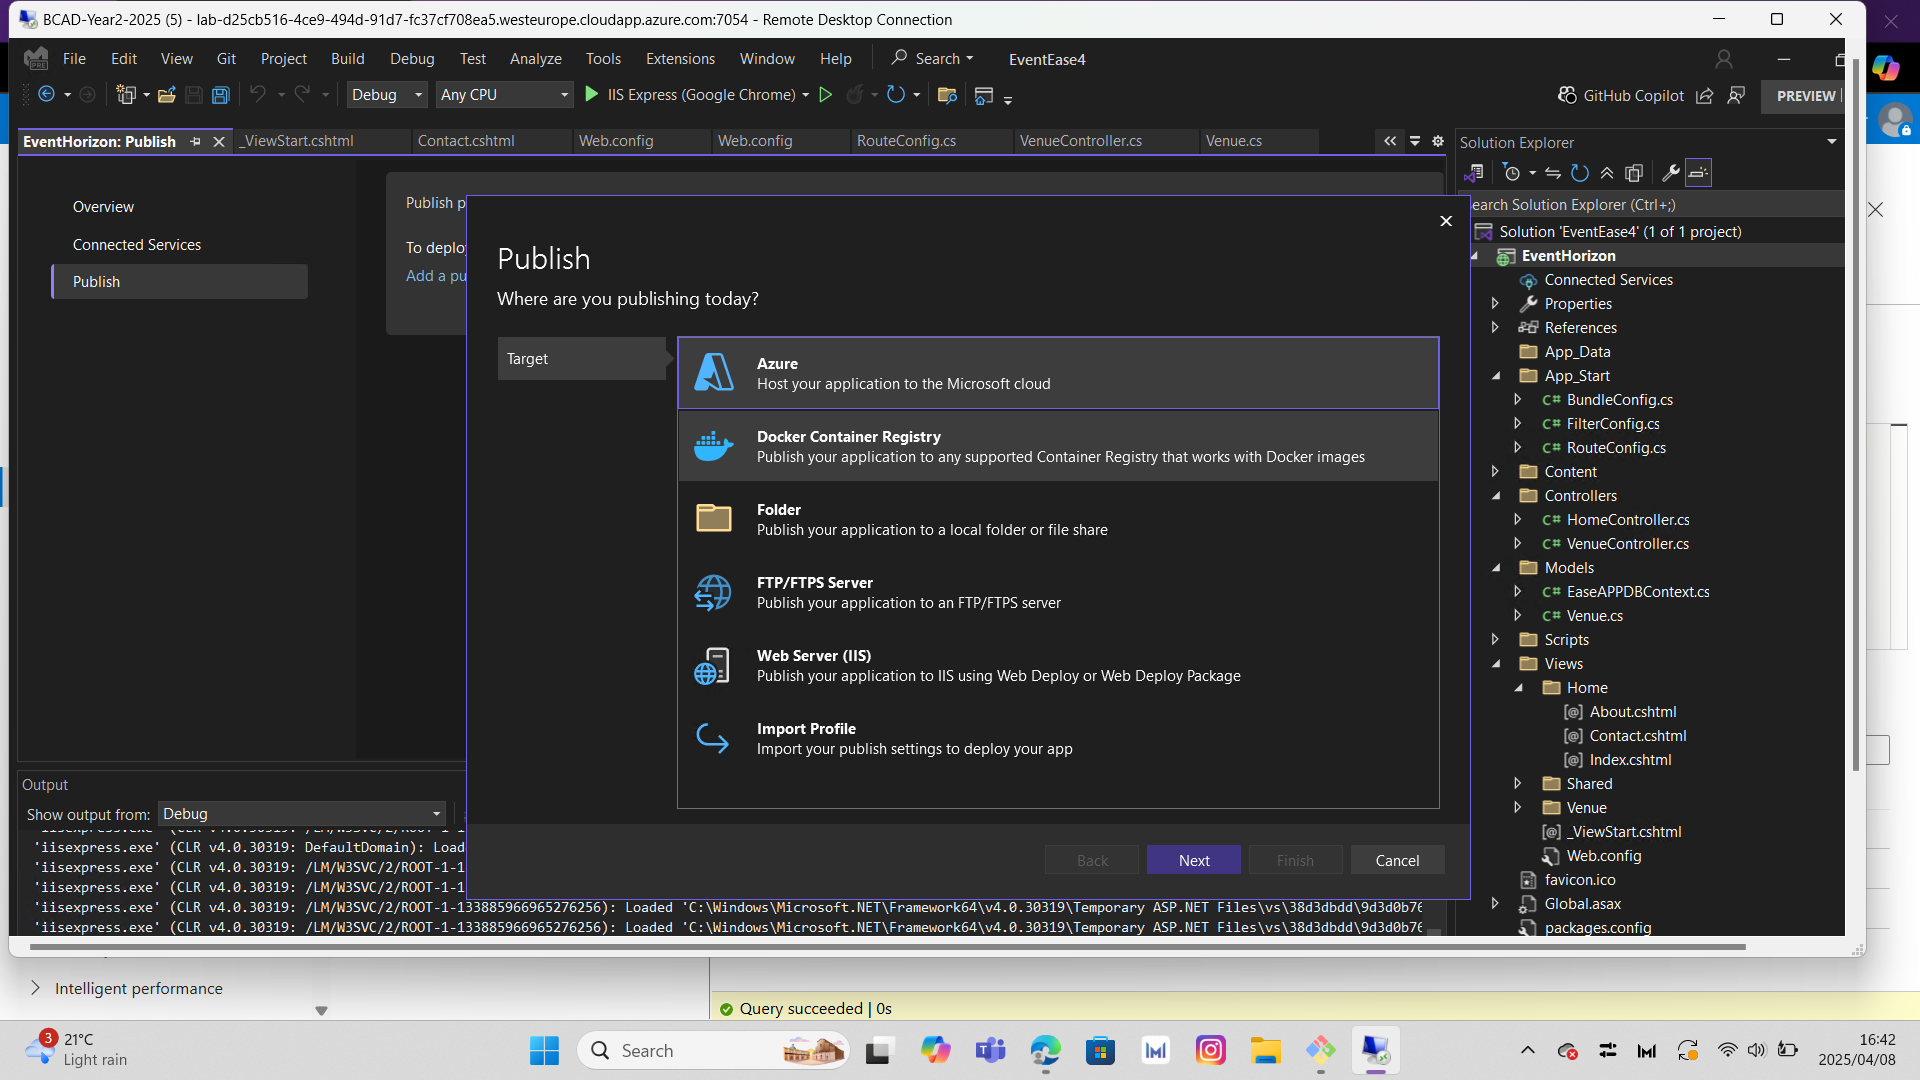 BCAD-Year2-2025 (5) - lab-d25cb516-4ce9-494d-91d7-fc37cf708ea5.westeurope.cloudapp.azure.com:7054 - Remote Desktop Connection
File Edit View Git Project Build Debug Test Analyze Tools Extensions Window Help Search EventEase4
Debug Any CPU IIS Express (Google Chrome) GitHub Copilot PREVIEW
EventHorizon: Publish _ViewStart.cshtml Contact.cshtml Web.config Web.config RouteConfig.cs VenueController.cs Venue.cs
Overview
Connected Services
Publish
Publish p
To deplo
Add a pu
Publish
Where are you publishing today?
Target
Azure
Host your application to the Microsoft cloud
Docker Container Registry
Publish your application to any supported Container Registry that works with Docker images
Folder
Publish your application to a local folder or file share
FTP/FTPS Server
Publish your application to an FTP/FTPS server
Web Server (IIS)
Publish your application to IIS using Web Deploy or Web Deploy Package
Import Profile
Import your publish settings to deploy your app
Back Next Finish Cancel
Solution Explorer
earch Solution Explorer (Ctrl+;)
Solution 'EventEase4' (1 of 1 project)
EventHorizon
Connected Services
Properties
References
App_Data
App_Start
C# BundleConfig.cs
C# FilterConfig.cs
C# RouteConfig.cs
Content
Controllers
C# HomeController.cs
C# VenueController.cs
Models
C# EaseAPPDBContext.cs
C# Venue.cs
Scripts
Views
Home
[@] About.cshtml
[@] Contact.cshtml
[@] Index.cshtml
Shared
Venue
[@] _ViewStart.cshtml
Web.config
favicon.ico
Global.asax
packages.config
Output
Show output from: Debug
'iisexpress.exe' (CLR v4.0.30319: /LM/W3SVC/2/ROOT-1-1
'iisexpress.exe' (CLR v4.0.30319: DefaultDomain): Load
'iisexpress.exe' (CLR v4.0.30319: /LM/W3SVC/2/ROOT-1-1
'iisexpress.exe' (CLR v4.0.30319: /LM/W3SVC/2/ROOT-1-1
'iisexpress.exe' (CLR v4.0.30319: /LM/W3SVC/2/ROOT-1-133885966965276256): Loaded 'C:\Windows\Microsoft.NET\Framework64\v4.0.30319\Temporary ASP.NET Files\vs\38d3dbdd\9d3d0b76
'iisexpress.exe' (CLR v4.0.30319: /LM/W3SVC/2/ROOT-1-133885966965276256): Loaded 'C:\Windows\Microsoft.NET\Framework64\v4.0.30319\Temporary ASP.NET Files\vs\38d3dbdd\9d3d0b76
Intelligent performance
Query succeeded | 0s
3
21°C
Light rain
Search
16:42
2025/04/08